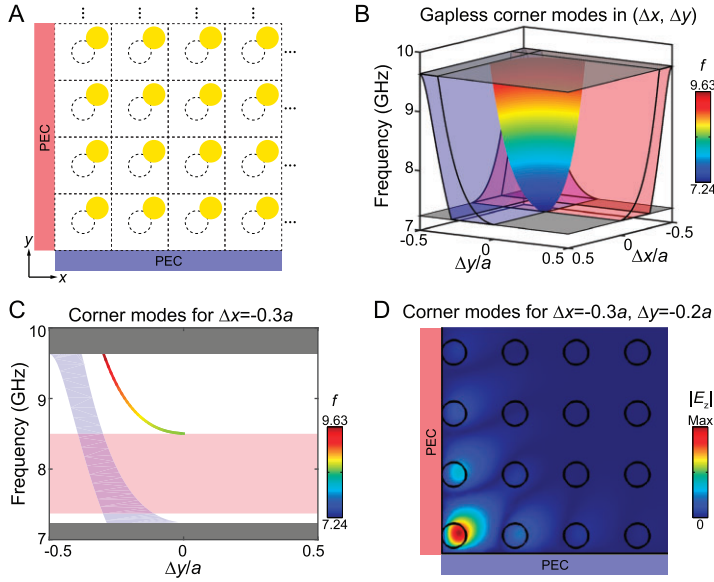 A
PEC
PEC
y
x
B
Gapless corner modes in (Δx, Δy)
Frequency (GHz)
10
9
8
7
-0.5
0
0.5
Δy/a
0.5
0
-0.5
Δx/a
f
9.63
7.24
C
Corner modes for Δx=-0.3a
Frequency (GHz)
10
9
8
7
-0.5
0
0.5
Δy/a
f
9.63
7.24
D
Corner modes for Δx=-0.3a, Δy=-0.2a
PEC
PEC
|Ez|
Max
0